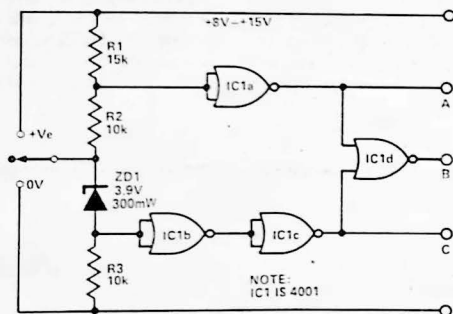 +8V–+15V
R1
15k
IC1a
A
R2
10k
+Ve
IC1d
B
0V
ZD1
3.9V
300mW
IC1b
IC1c
C
R3
10k
NOTE:
IC1 IS 4001